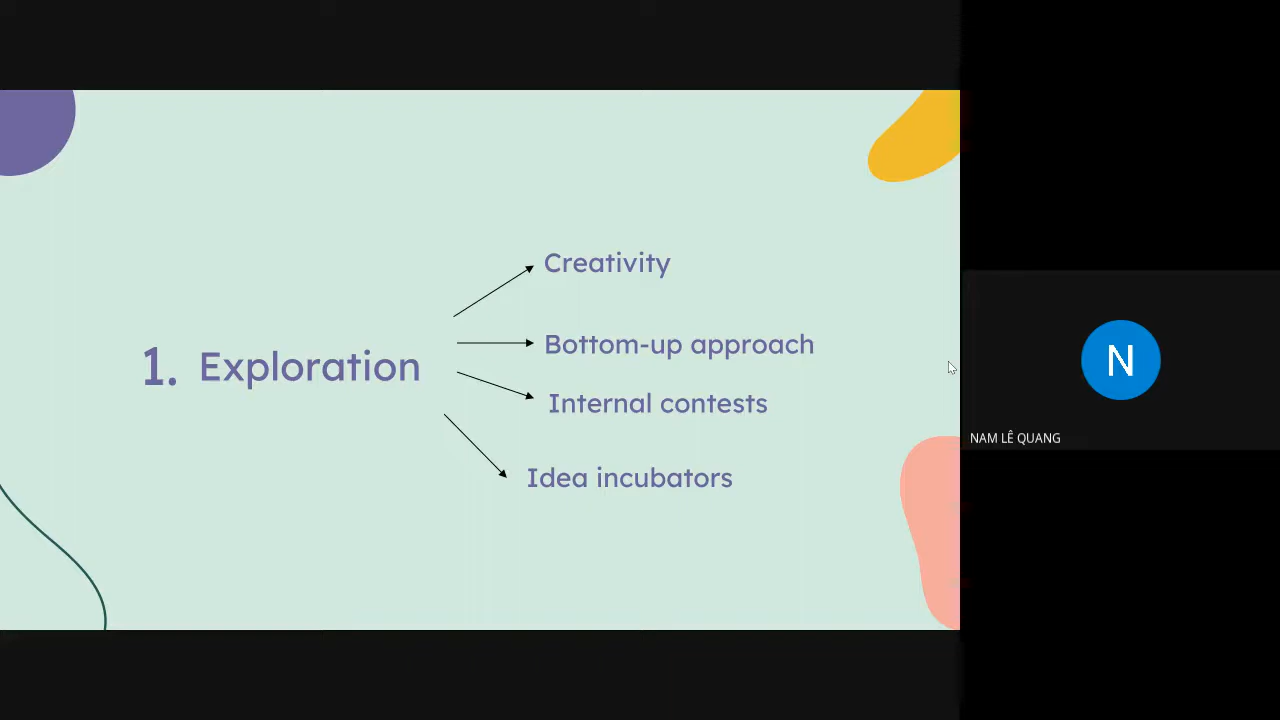 Creativity
Bottom-up approach
1. Exploration
Internal contests
Idea incubators
N
NAM LÊ QUANG